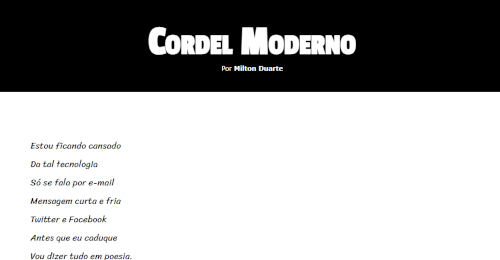 Cordel Moderno
Por Milton Duarte
Estou ficando cansado
Da tal tecnologia
Só se fala por e-mail
Mensagem curta e fria
Twitter e Facebook
Antes que eu caduque
Vou dizer tudo em poesia.